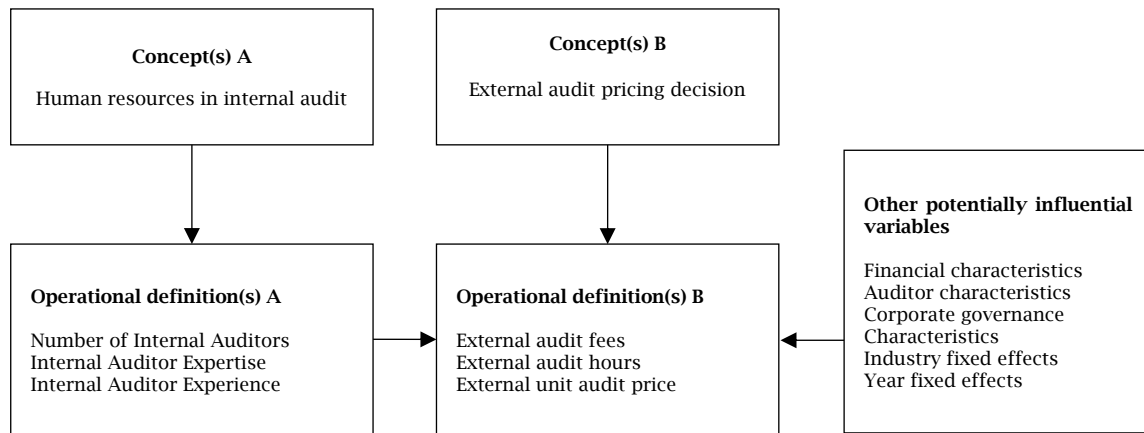 Concept(s) A
Human resources in internal audit
Concept(s) B
External audit pricing decision
Operational definition(s) A
Number of Internal Auditors
Internal Auditor Expertise
Internal Auditor Experience
Operational definition(s) B
External audit fees
External audit hours
External unit audit price
Other potentially influential
variables
Financial characteristics
Auditor characteristics
Corporate governance
Characteristics
Industry fixed effects
Year fixed effects